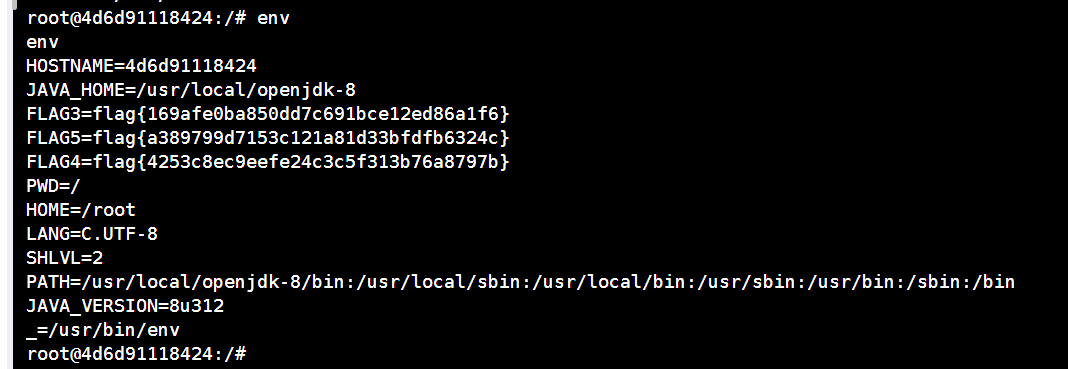 root@4d6d91118424:/# env
env
HOSTNAME=4d6d91118424
JAVA_HOME=/usr/local/openjdk-8
FLAG3=flag{169afe0ba850dd7c691bce12ed86a1f6}
FLAG5=flag{a389799d7153c121a81d33bfdfb6324c}
FLAG4=flag{4253c8ec9eefe24c3c5f313b76a8797b}
PWD=/
HOME=/root
LANG=C.UTF-8
SHLVL=2
PATH=/usr/local/openjdk-8/bin:/usr/local/sbin:/usr/local/bin:/usr/sbin:/usr/bin:/sbin:/bin
JAVA_VERSION=8u312
_=/usr/bin/env
root@4d6d91118424:/#